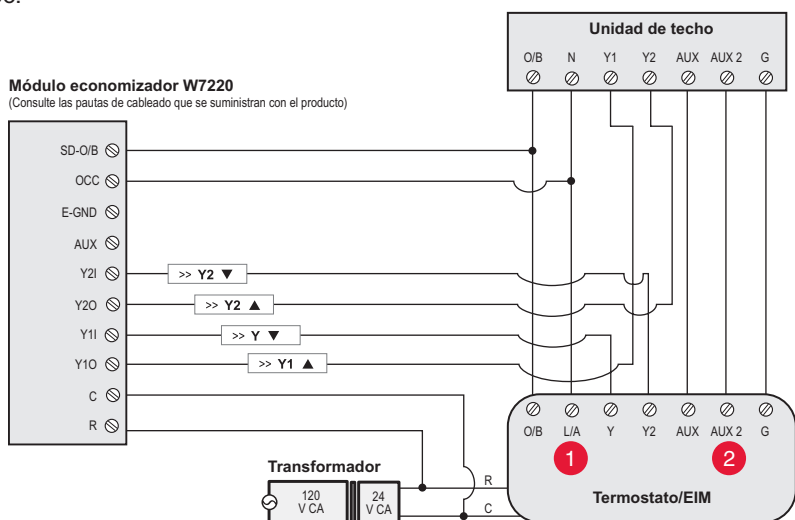 Unidad de techo
O/B N Y1 Y2 AUX AUX 2 G
Módulo economizador W7220
(Consulte las pautas de cableado que se suministran con el producto)
SD-O/B
OCC
E-GND
AUX
Y2I >> Y2 ▼
Y2O >> Y2 ▲
Y1I >> Y ▼
Y1O >> Y1 ▲
C
R
O/B L/A Y Y2 AUX AUX 2 G
1 2
Transformador
120 24 R
V CA V CA C
Termostato/EIM